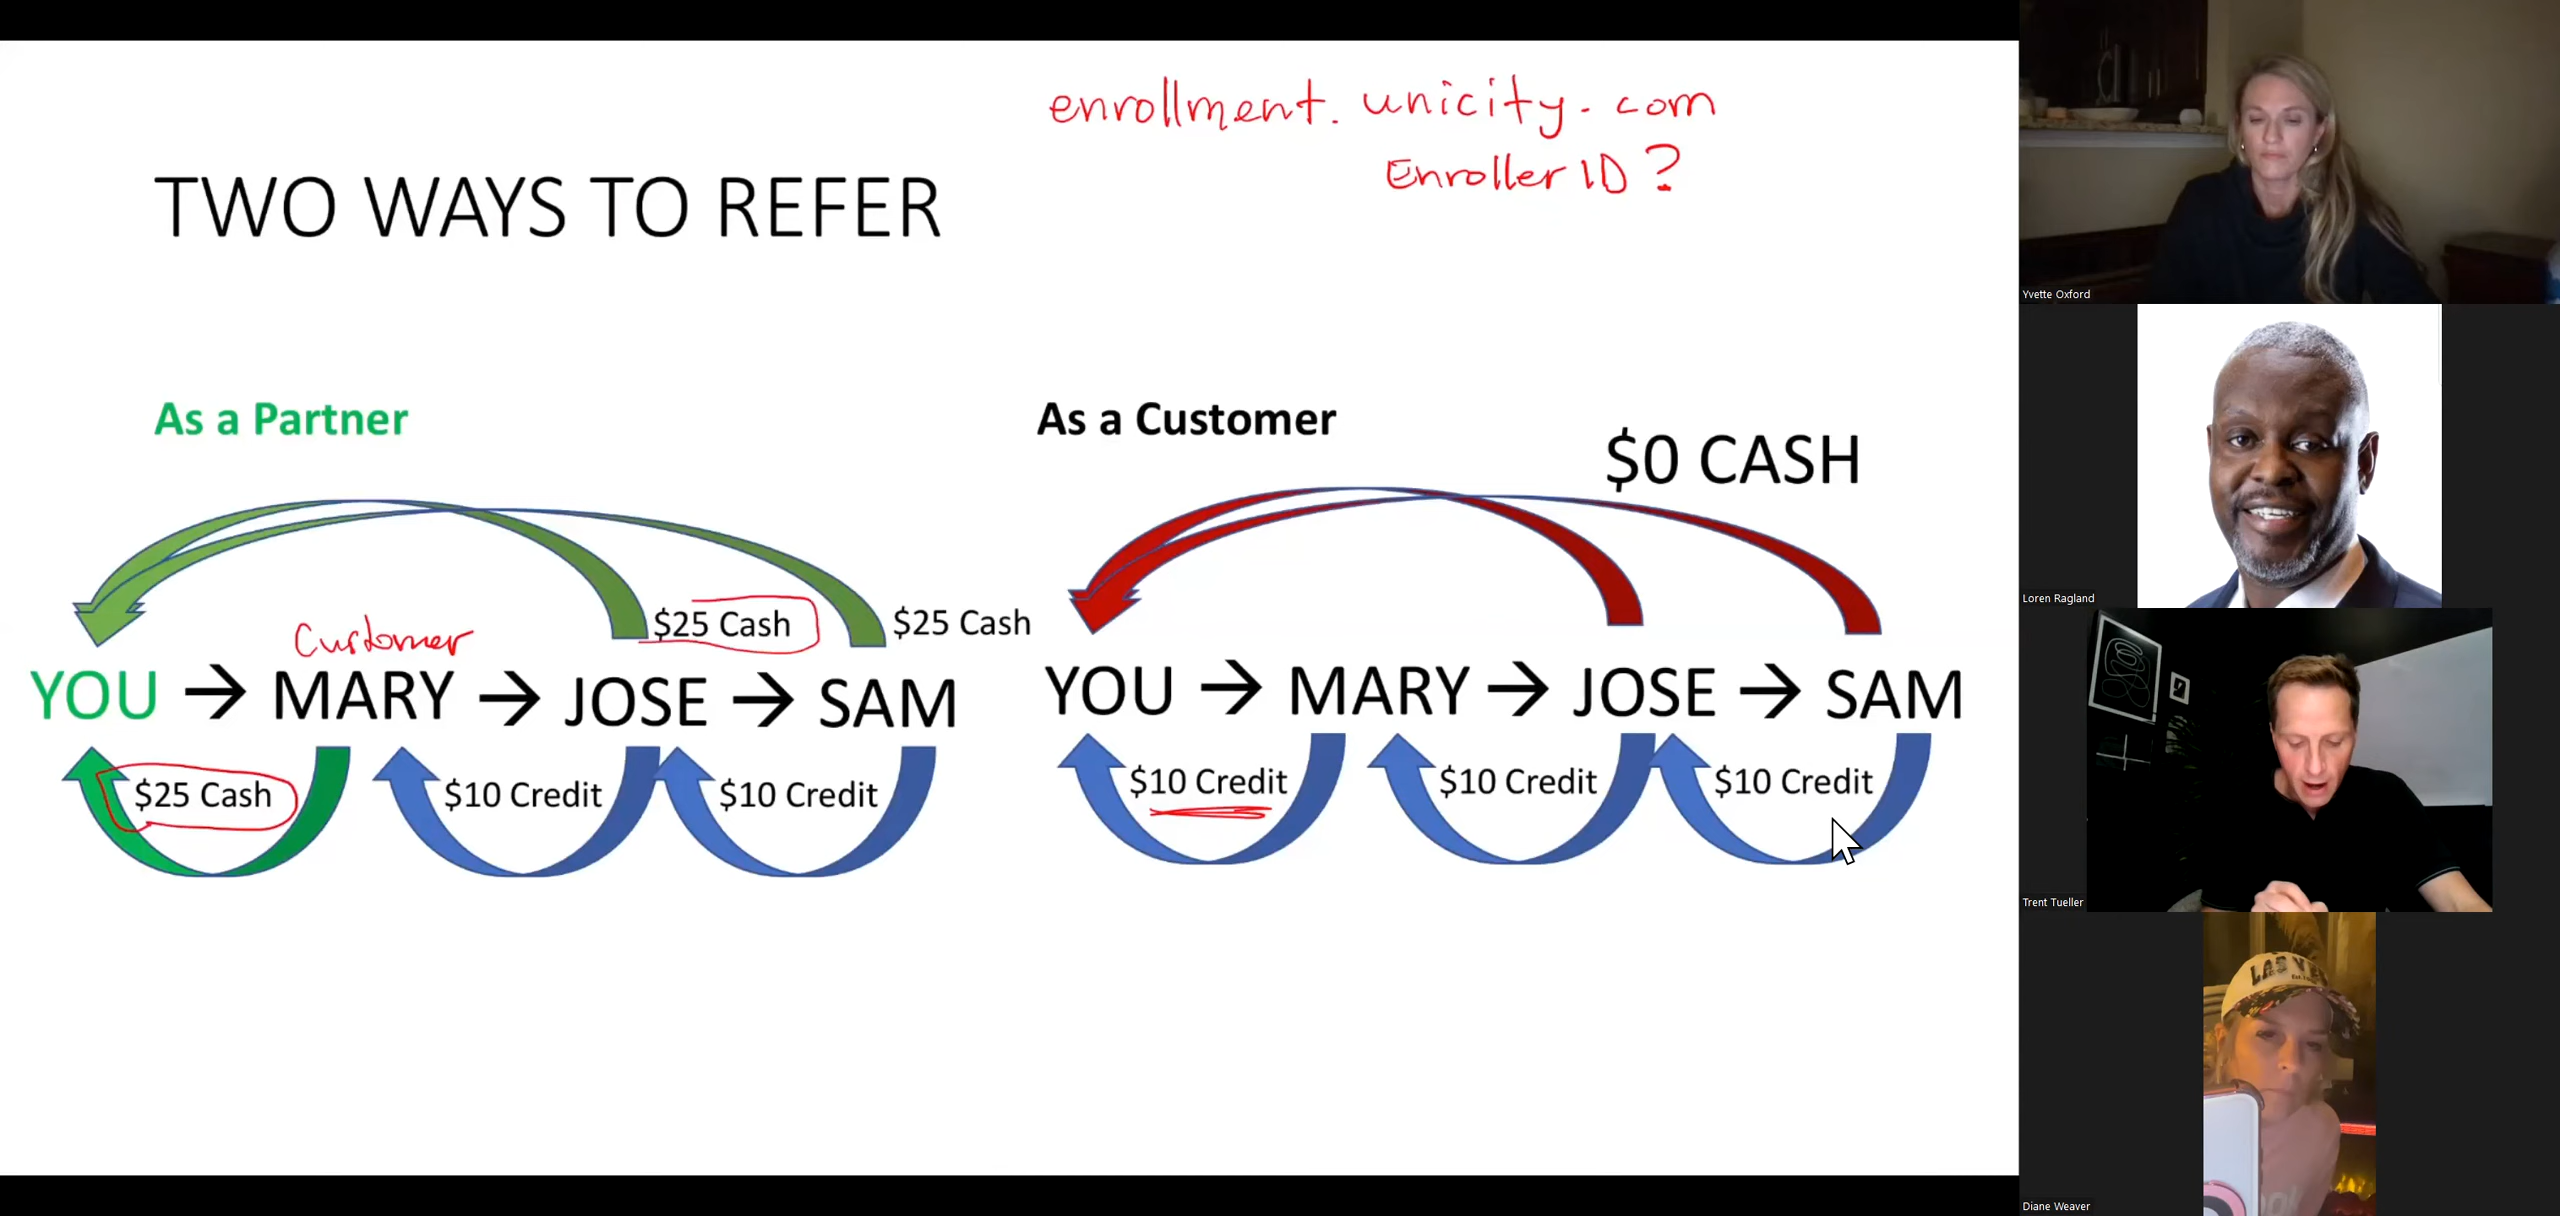 enrollment.unicity.com
Enroller ID?
TWO WAYS TO REFER
As a Partner
$25 Cash
$25 Cash
Customer
YOU → MARY → JOSE → SAM
$25 Cash
$10 Credit
$10 Credit
As a Customer
$0 CASH
YOU → MARY → JOSE → SAM
$10 Credit
$10 Credit
$10 Credit
Yvette Oxford
Loren Ragland
Trent Tueller
Diane Weaver